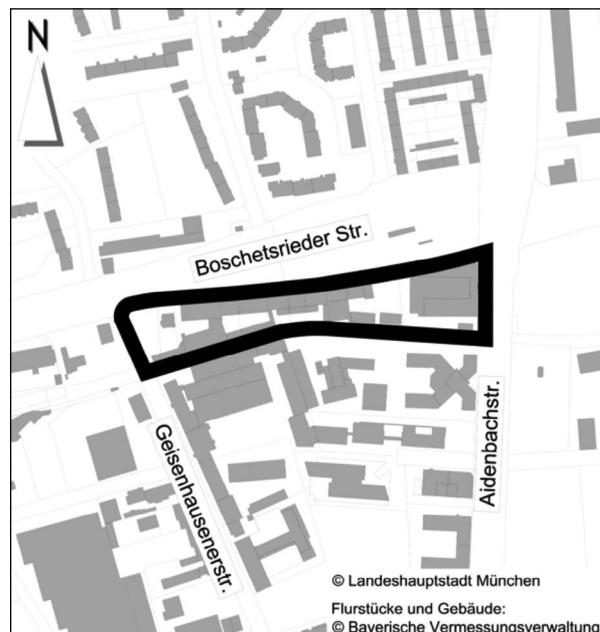 N
Boschetsrieder Str.
Geisenhausenerstr.
Aidenbachstr.
© Landeshauptstadt München
Flurstücke und Gebäude:
© Bayerische Vermessungsverwaltung